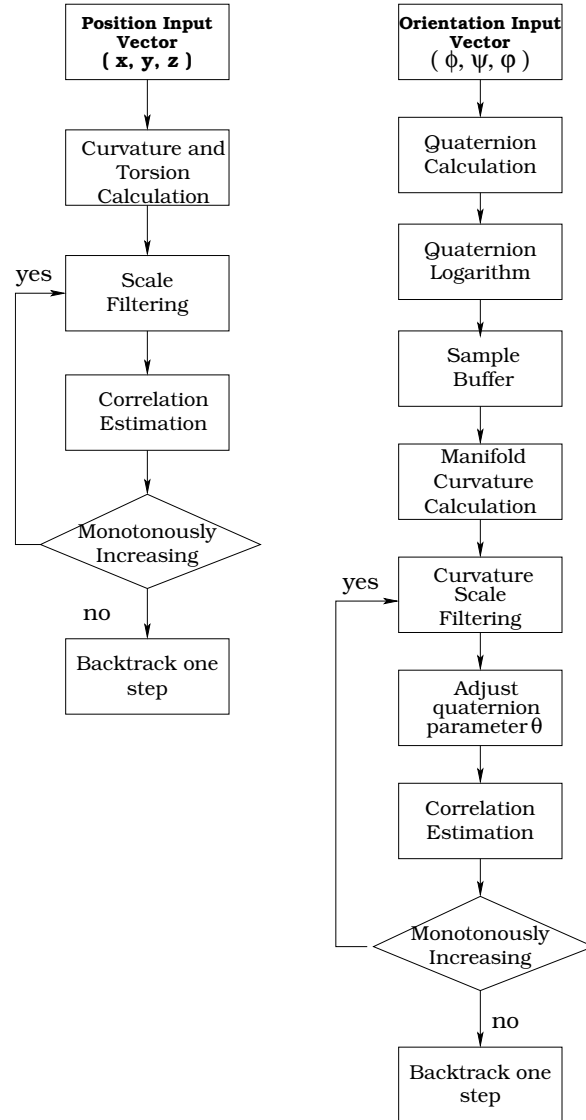 Position Input
Vector
( x, y, z )
Curvature and
Torsion
Calculation
yes
Scale
Filtering
Correlation
Estimation
Monotonously
Increasing
no
Backtrack one
step
Orientation Input
Vector
( ϕ, ψ, φ )
Quaternion
Calculation
Quaternion
Logarithm
Sample
Buffer
Manifold
Curvature
Calculation
yes
Curvature
Scale
Filtering
Adjust
quaternion
parameter θ
Correlation
Estimation
Monotonously
Increasing
no
Backtrack one
step